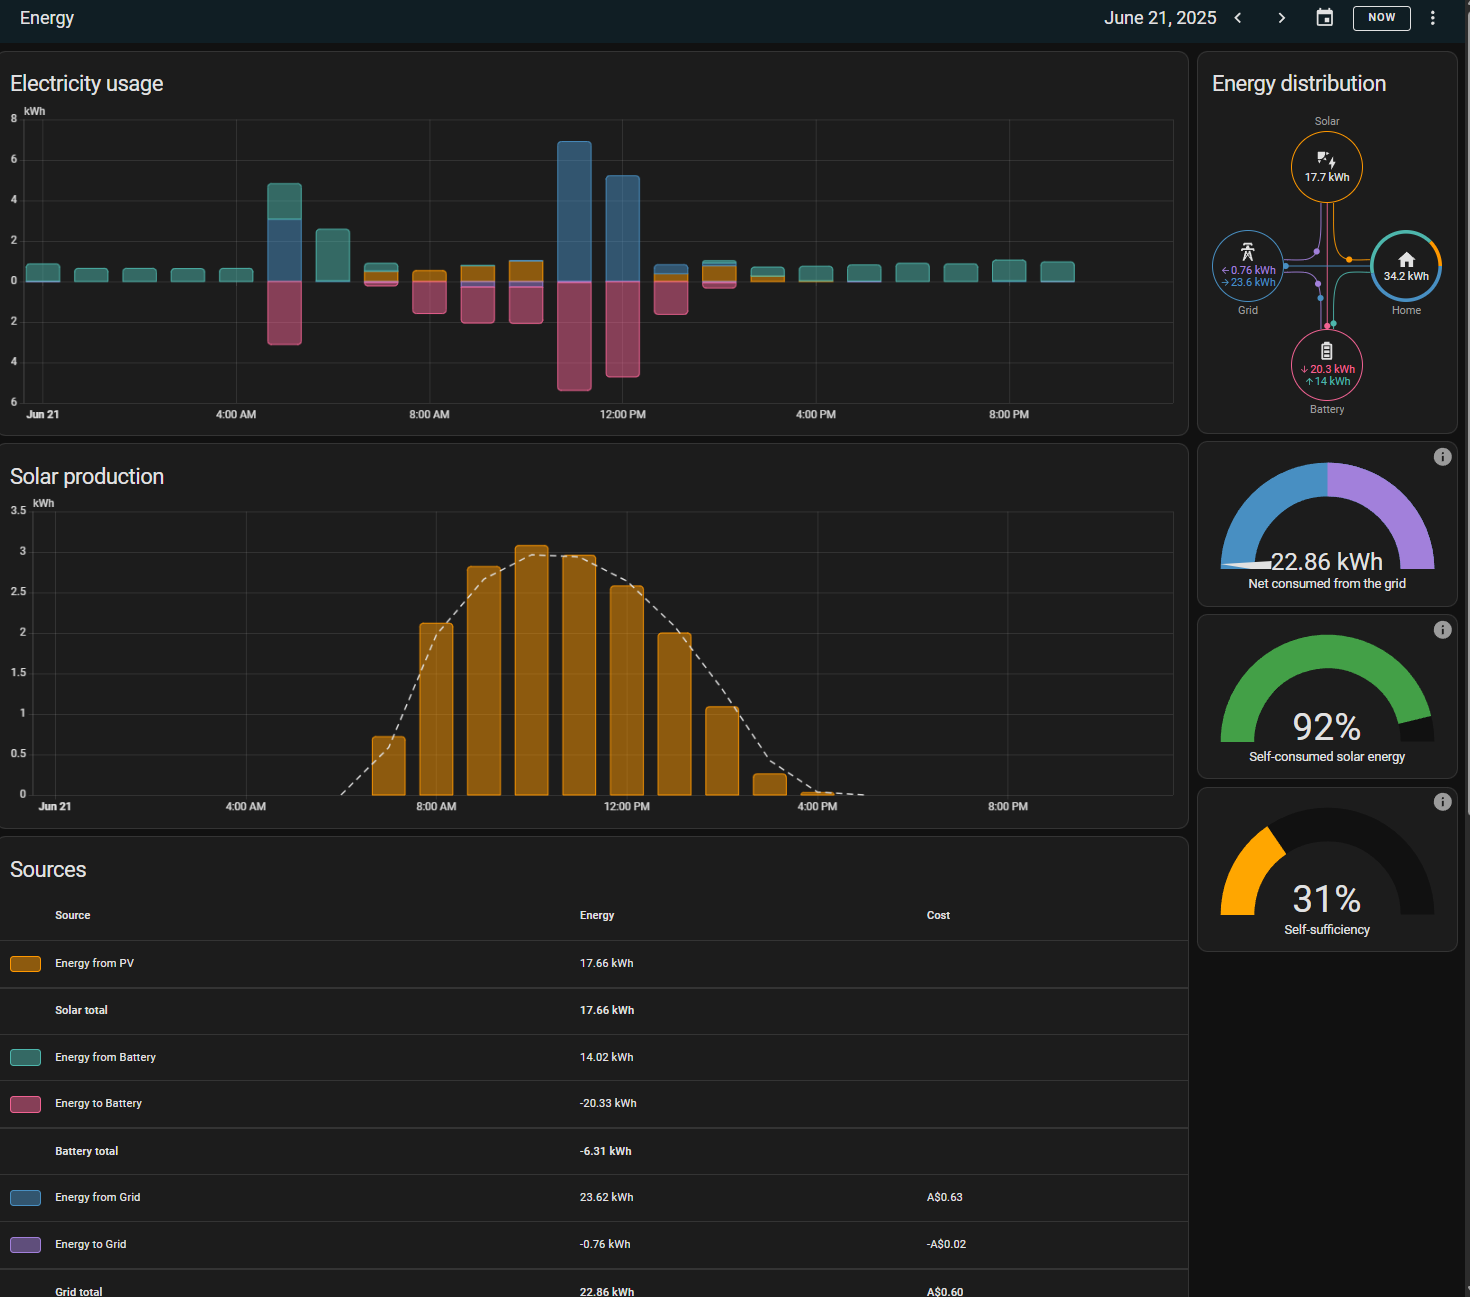 Energy
June 21, 2025
NOW
Electricity usage
kWh
8
6
4
2
0
2
4
6
Jun 21
4:00 AM
8:00 AM
12:00 PM
4:00 PM
8:00 PM
Energy distribution
Solar
17.7 kWh
←0.76 kWh
→23.6 kWh
Grid
34.2 kWh
Home
↓20.3 kWh
↑14 kWh
Battery
Solar production
kWh
3.5
3
2.5
2
1.5
1
0.5
0
Jun 21
4:00 AM
8:00 AM
12:00 PM
4:00 PM
8:00 PM
22.86 kWh
Net consumed from the grid
92%
Self-consumed solar energy
31%
Self-sufficiency
Sources
Source Energy Cost
Energy from PV 17.66 kWh
Solar total 17.66 kWh
Energy from Battery 14.02 kWh
Energy to Battery -20.33 kWh
Battery total -6.31 kWh
Energy from Grid 23.62 kWh A$0.63
Energy to Grid -0.76 kWh -A$0.02
Grid total 22.86 kWh A$0.60